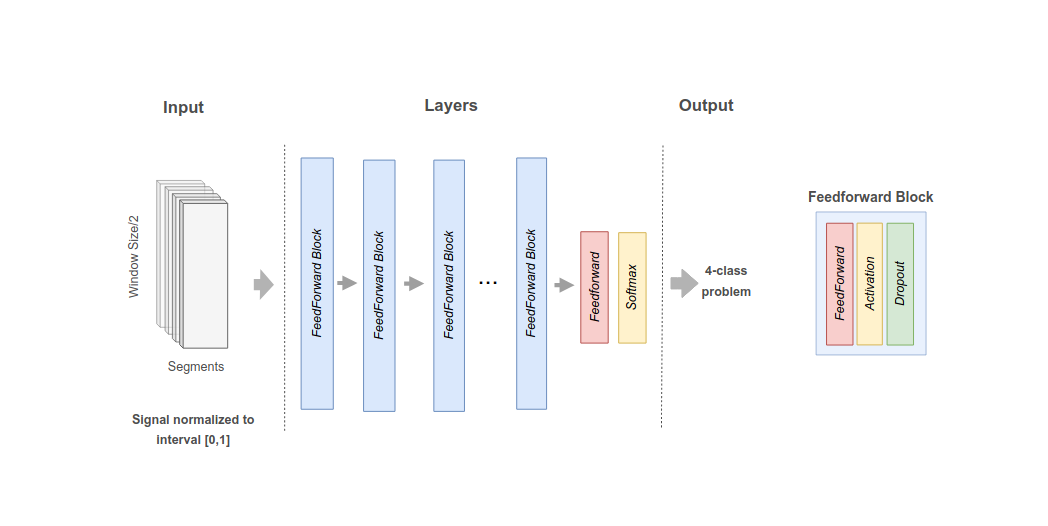 Input
Layers
Output
Window Size/2
Segments
Signal normalized to
interval [0,1]
FeedForward Block
FeedForward Block
FeedForward Block
...
FeedForward Block
Feedforward
Softmax
4-class
problem
Feedforward Block
FeedForward
Activation
Dropout